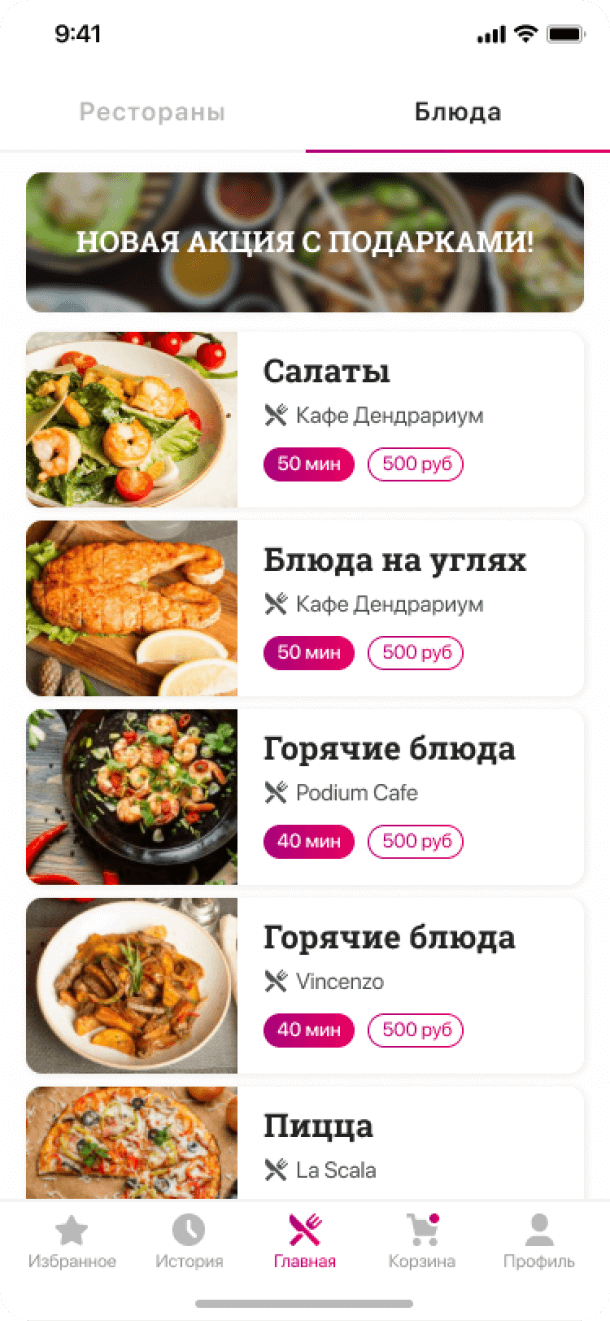 9:41
Рестораны
Блюда
НОВАЯ АКЦИЯ С ПОДАРКАМИ!
Салаты
Кафе Дендрариум
50 мин
500 руб
Блюда на углях
Кафе Дендрариум
50 мин
500 руб
Горячие блюда
Podium Cafe
40 мин
500 руб
Горячие блюда
Vincenzo
40 мин
500 руб
Пицца
La Scala
Избранное
История
Главная
Корзина
Профиль